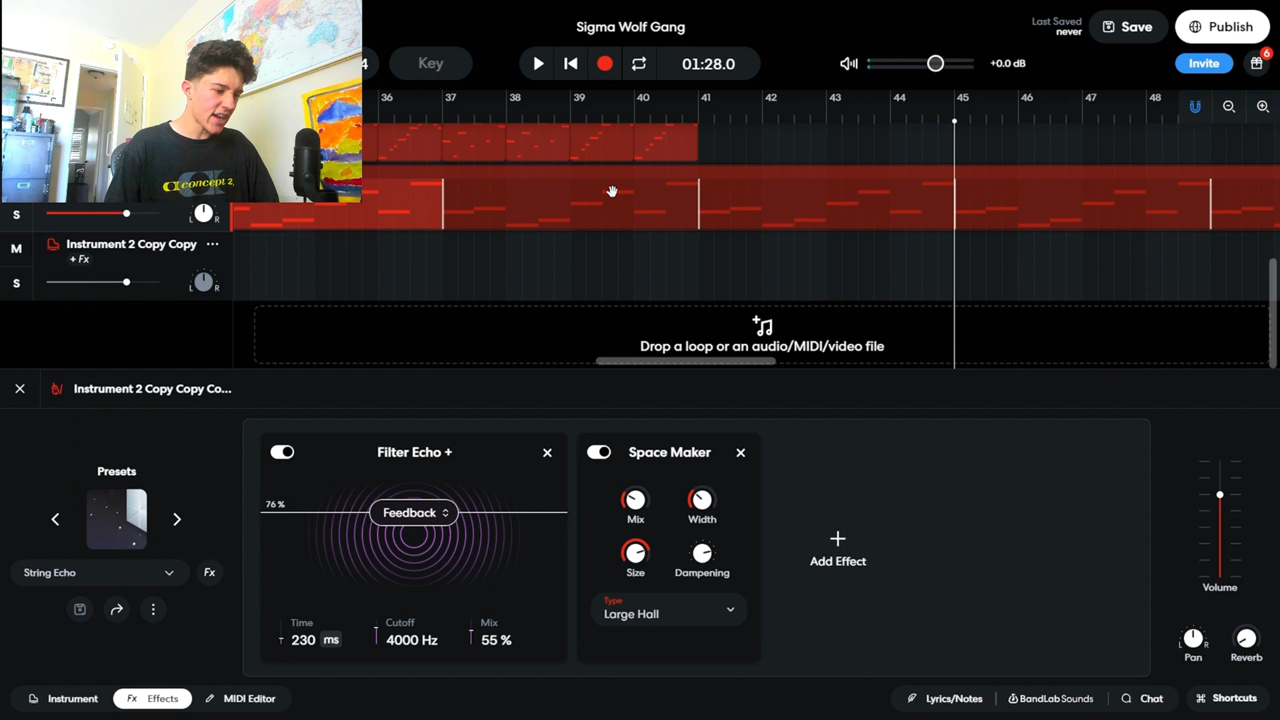 Sigma Wolf Gang
Last Saved
never
Save
Publish
4
Key
01:28.0
+0.0 dB
Invite
6
36 37 38 39 40 41 42 43 44 45 46 47 48
concept 2
S
L R
M
Instrument 2 Copy Copy
+ Fx
S
L R
Drop a loop or an audio/MIDI/video file
Instrument 2 Copy Copy Co...
Presets
String Echo
Fx
Filter Echo +
76 %
Feedback
Time
230 ms
Cutoff
4000 Hz
Mix
55 %
Space Maker
Mix
Width
Size
Dampening
Type
Large Hall
Add Effect
Volume
L R
Pan
Reverb
Instrument
Fx Effects
MIDI Editor
Lyrics/Notes
BandLab Sounds
Chat
Shortcuts